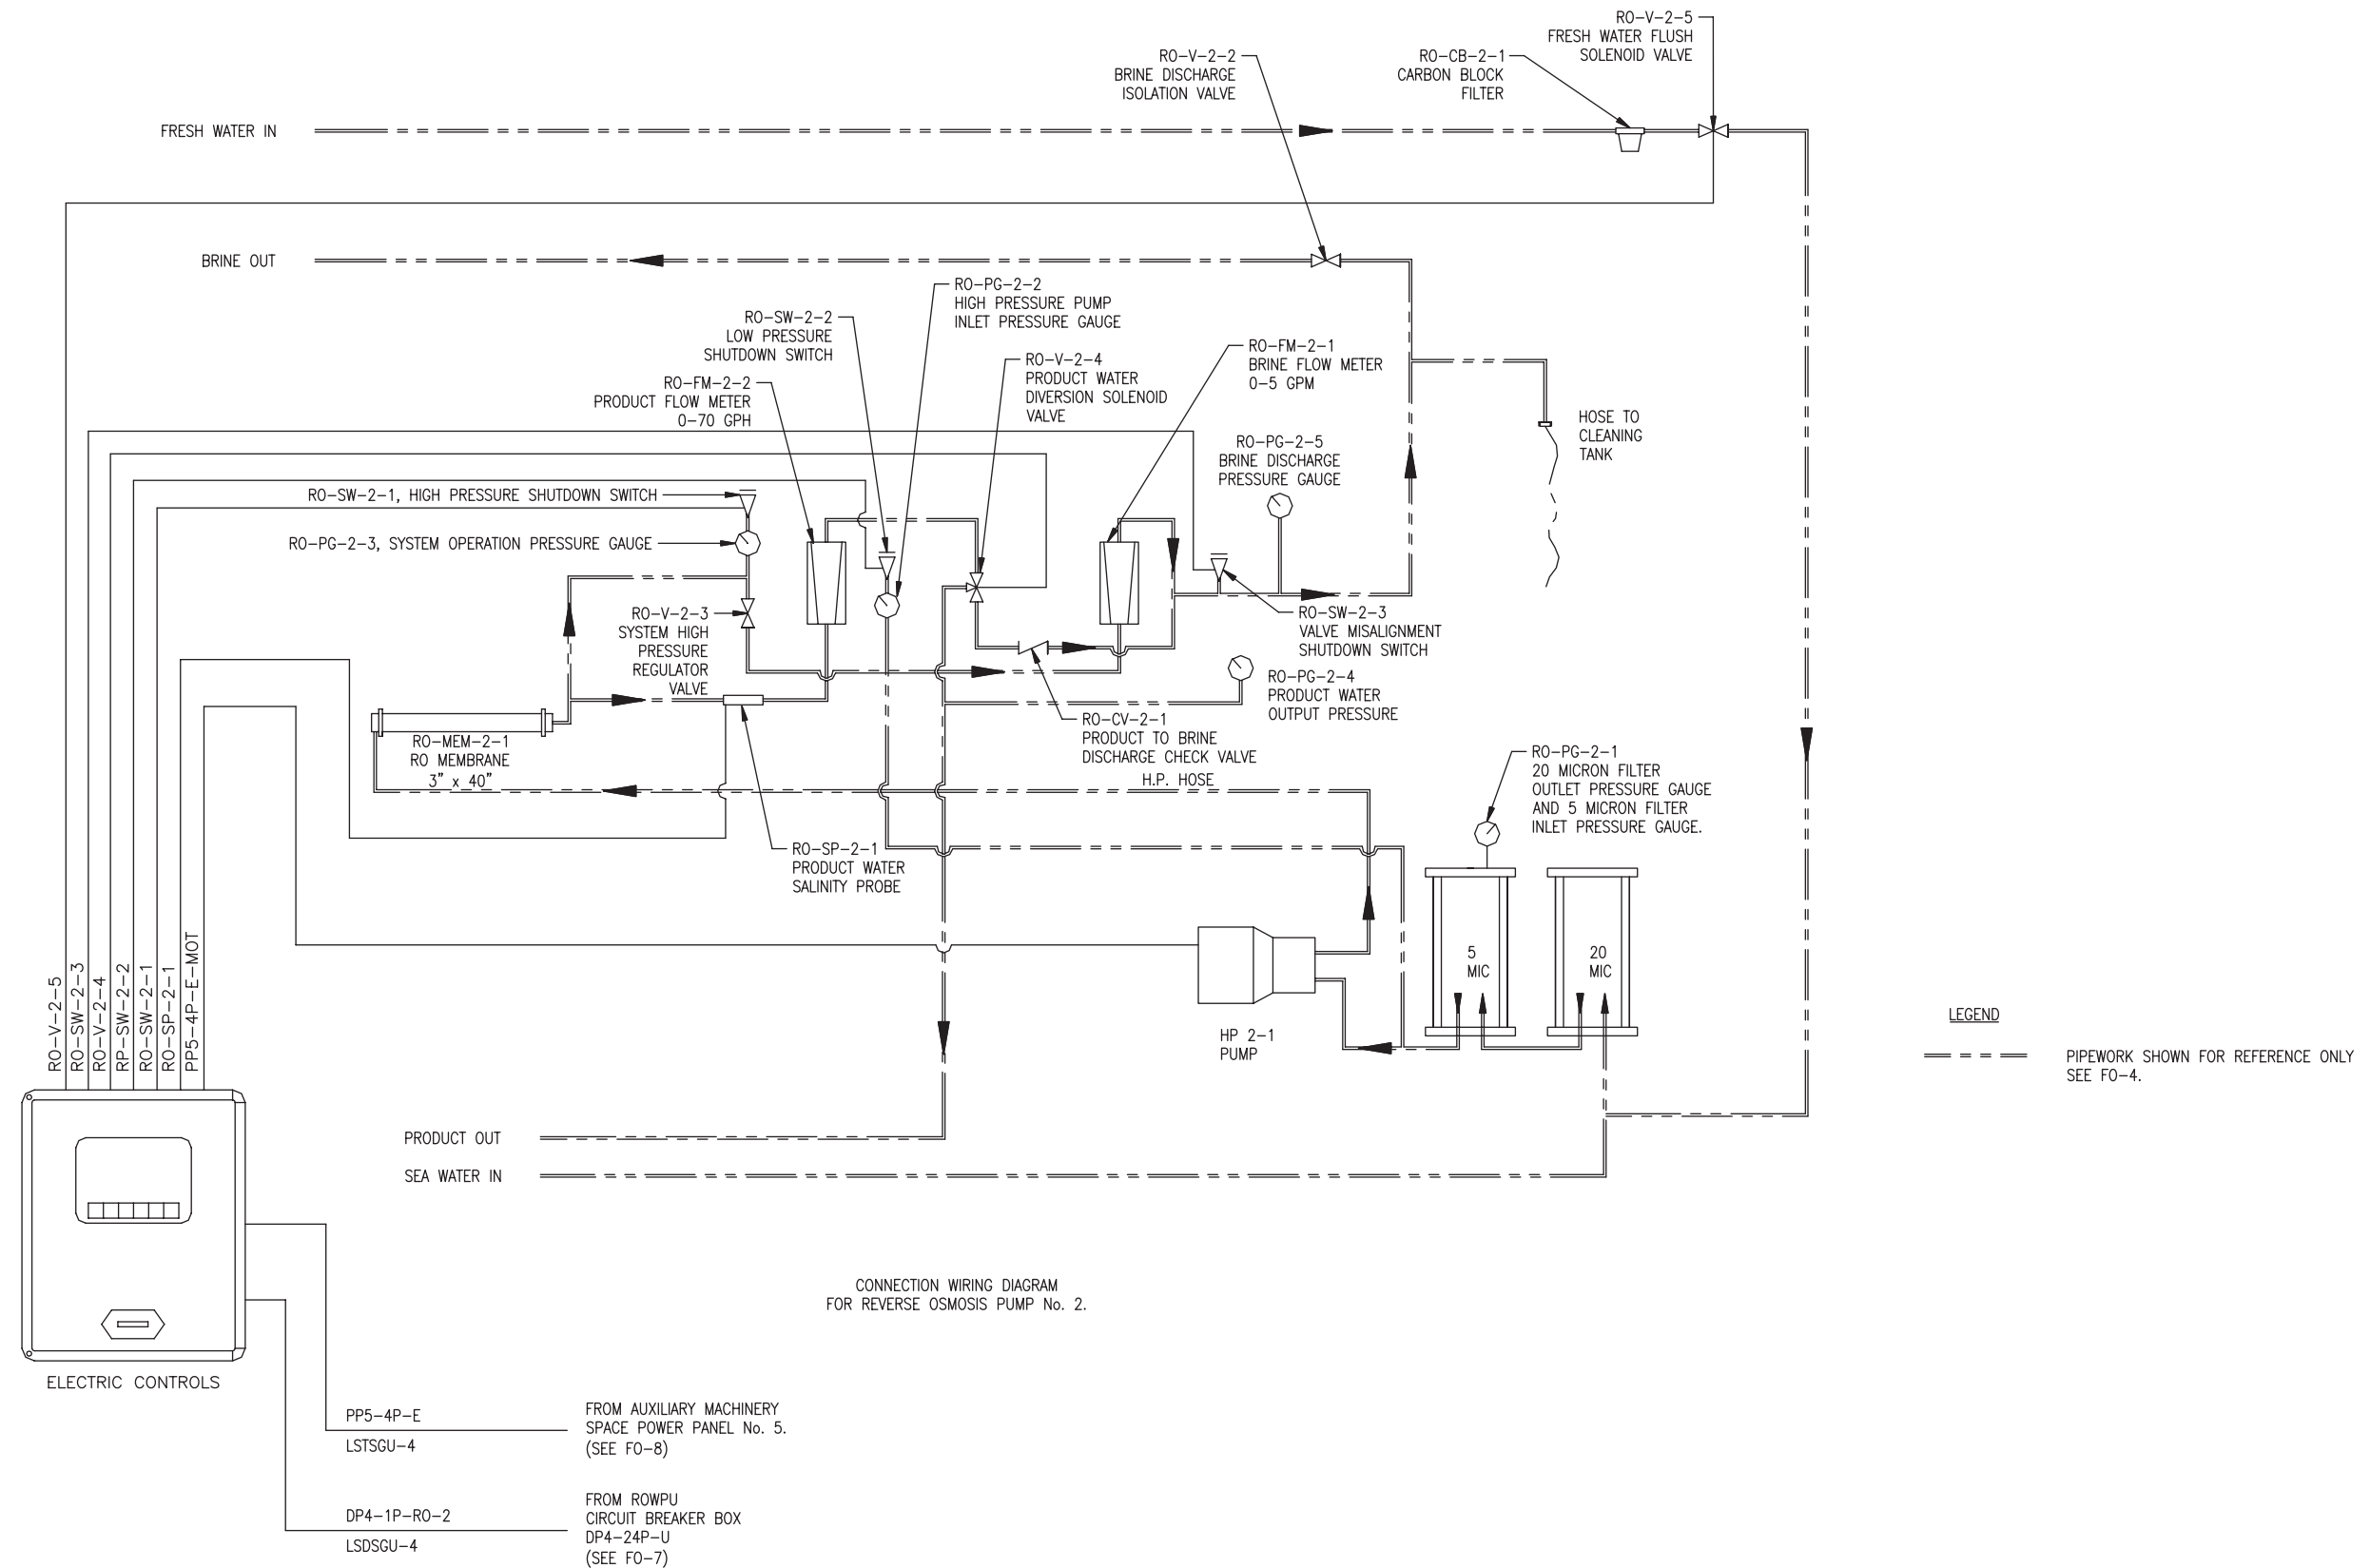 RO-V-2-5
FRESH WATER FLUSH
SOLENOID VALVE
RO-V-2-2
BRINE DISCHARGE
ISOLATION VALVE
RO-CB-2-1
CARBON BLOCK
FILTER
FRESH WATER IN
BRINE OUT
RO-PG-2-2
HIGH PRESSURE PUMP
INLET PRESSURE GAUGE
RO-SW-2-2
LOW PRESSURE
SHUTDOWN SWITCH
RO-V-2-4
PRODUCT WATER
DIVERSION SOLENOID
VALVE
RO-FM-2-1
BRINE FLOW METER
0-5 GPM
RO-FM-2-2
PRODUCT FLOW METER
0-70 GPH
HOSE TO
CLEANING
TANK
RO-PG-2-5
BRINE DISCHARGE
PRESSURE GAUGE
RO-SW-2-1, HIGH PRESSURE SHUTDOWN SWITCH
RO-PG-2-3, SYSTEM OPERATION PRESSURE GAUGE
RO-V-2-3
SYSTEM HIGH
PRESSURE
REGULATOR
VALVE
RO-SW-2-3
VALVE MISALIGNMENT
SHUTDOWN SWITCH
RO-PG-2-4
PRODUCT WATER
OUTPUT PRESSURE
RO-CV-2-1
PRODUCT TO BRINE
DISCHARGE CHECK VALVE
RO-MEM-2-1
RO MEMBRANE
3" x 40"
H.P. HOSE
RO-PG-2-1
20 MICRON FILTER
OUTLET PRESSURE GAUGE
AND 5 MICRON FILTER
INLET PRESSURE GAUGE.
RO-SP-2-1
PRODUCT WATER
SALINITY PROBE
5
MIC
20
MIC
HP 2-1
PUMP
RO-V-2-5
RO-SW-2-3
RO-V-2-4
RP-SW-2-2
RO-SW-2-1
RO-SP-2-1
PP5-4P-E-MOT
LEGEND
PIPEWORK SHOWN FOR REFERENCE ONLY
SEE FO-4.
PRODUCT OUT
SEA WATER IN
CONNECTION WIRING DIAGRAM
FOR REVERSE OSMOSIS PUMP No. 2.
ELECTRIC CONTROLS
PP5-4P-E
LSTSGU-4
FROM AUXILIARY MACHINERY
SPACE POWER PANEL No. 5.
(SEE FO-8)
DP4-1P-RO-2
LSDSGU-4
FROM ROWPU
CIRCUIT BREAKER BOX
DP4-24P-U
(SEE FO-7)